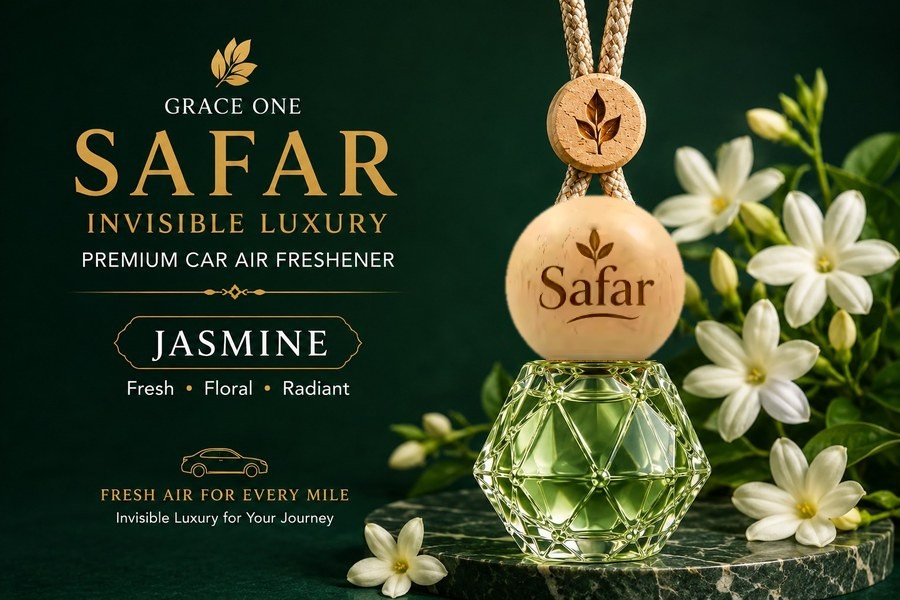 GRACE ONE
SAFAR
INVISIBLE LUXURY
PREMIUM CAR AIR FRESHENER
JASMINE
Fresh • Floral • Radiant
FRESH AIR FOR EVERY MILE
Invisible Luxury for Your Journey
Safar